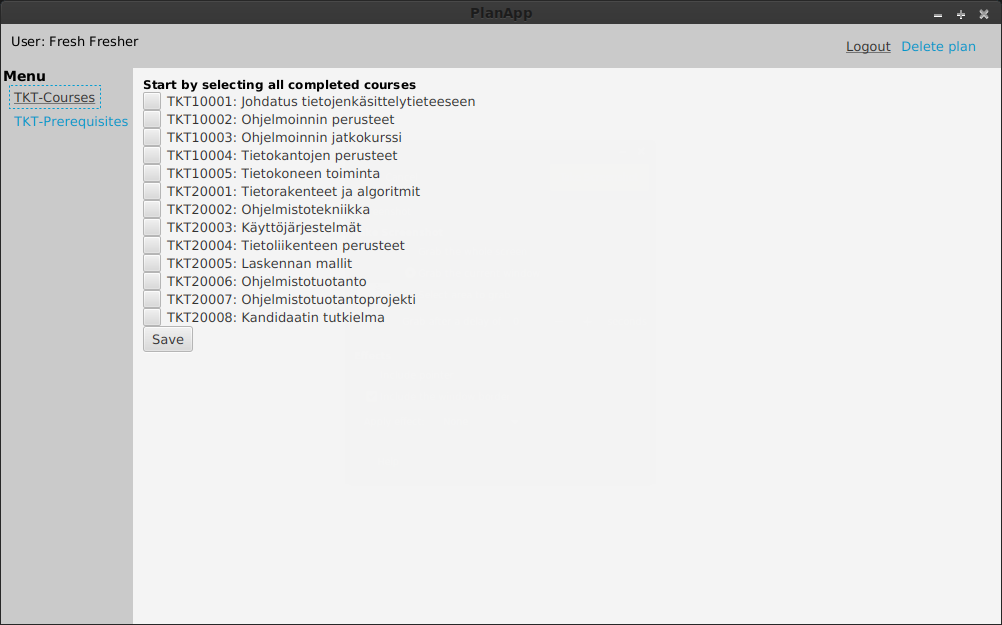 PlanApp
User: Fresh Fresher
Logout Delete plan
Menu
TKT-Courses
TKT-Prerequisites
Start by selecting all completed courses
TKT10001: Johdatus tietojenkäsittelytieteeseen
TKT10002: Ohjelmoinnin perusteet
TKT10003: Ohjelmoinnin jatkokurssi
TKT10004: Tietokantojen perusteet
TKT10005: Tietokoneen toiminta
TKT20001: Tietorakenteet ja algoritmit
TKT20002: Ohjelmistotekniikka
TKT20003: Käyttöjärjestelmät
TKT20004: Tietoliikenteen perusteet
TKT20005: Laskennan mallit
TKT20006: Ohjelmistotuotanto
TKT20007: Ohjelmistotuotantoprojekti
TKT20008: Kandidaatin tutkielma
Save